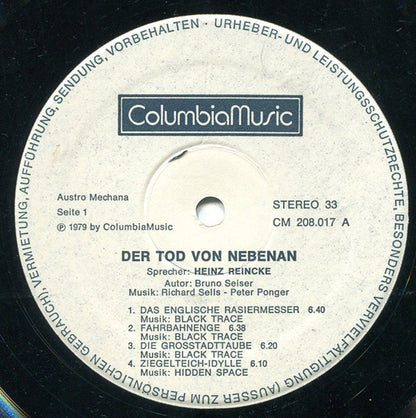 URHEBER- UND LEISTUNGSSCHUTZRECHTE, BESONDERES VERVIELFÄLTIGUNG (AUSSER ZUM PERSÖNLICHEN GEBRAUCH), VERMIETUNG, AUFFÜHRUNG, SENDUNG, VORBEHALTEN ·
ColumbiaMusic
Austro Mechana
Seite 1
℗ 1979 by ColumbiaMusic
STEREO 33
CM 208.017 A
DER TOD VON NEBENAN
Sprecher: HEINZ REINCKE
Autor: Bruno Seiser
Musik: Richard Sells - Peter Ponger
1. DAS ENGLISCHE RASIERMESSER 6.40
Musik: BLACK TRACE
2. FAHRBAHNENGE 6.38
Musik: BLACK TRACE
3. DIE GROSSTADTTAUBE 6.20
Musik: BLACK TRACE
4. ZIEGELTEICH-IDYLLE 6.10
Musik: HIDDEN SPACE